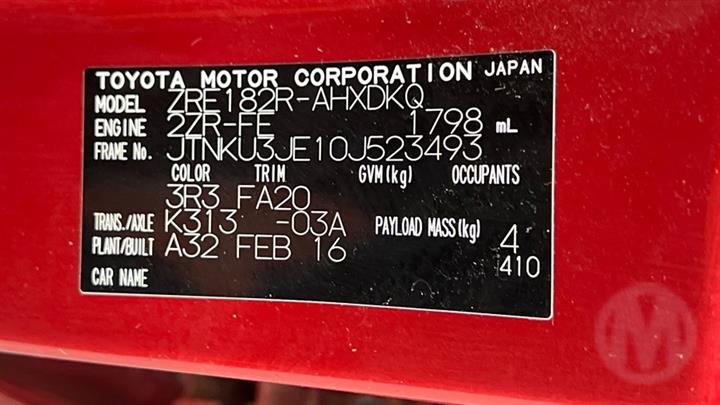 TOYOTA MOTOR CORPORATION JAPAN
MODEL ZRE182R-AHXDKQ
ENGINE 2ZR-FE 1798 mL
FRAME No. JTNKU3JE10J523493
COLOR TRIM GVM(kg) OCCUPANTS
3R3 FA20
TRANS./AXLE K313 -03A PAYLOAD MASS(kg) 4
PLANT/BUILT A32 FEB 16 410
CAR NAME
M